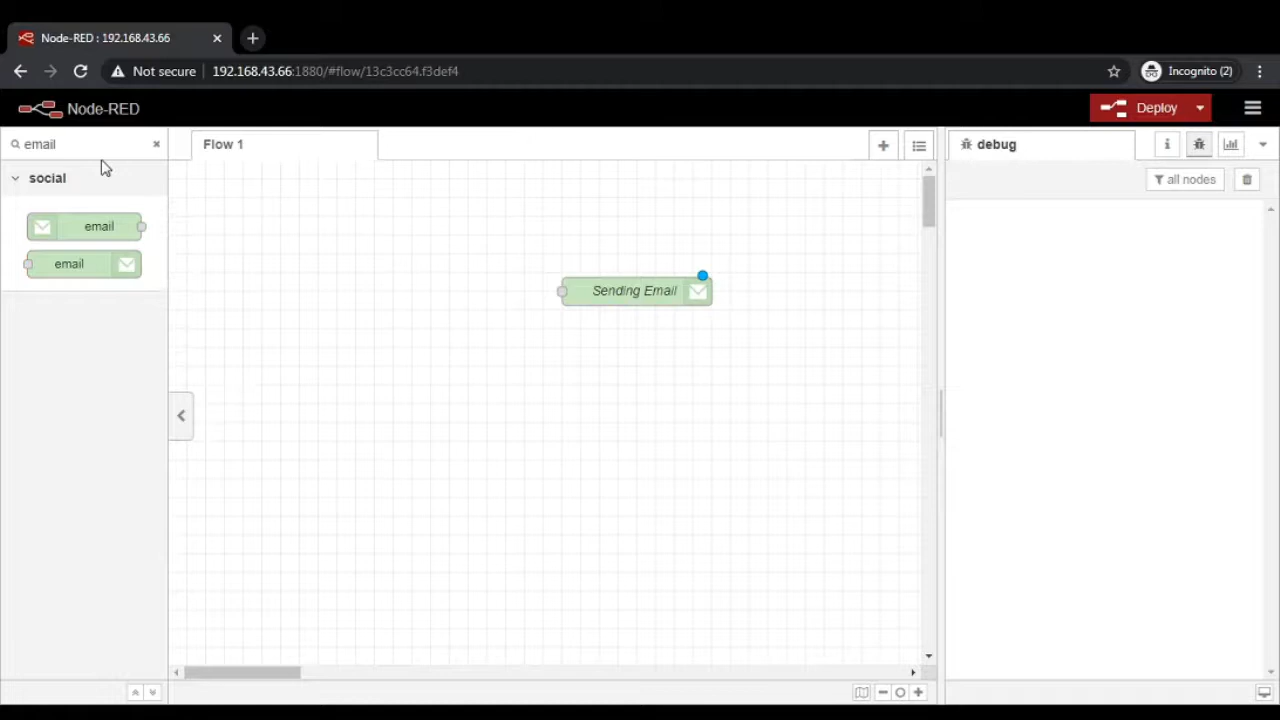 Node-RED : 192.168.43.66
Not secure
192.168.43.66:1880/#flow/13c3cc64.f3def4
Incognito (2)
Node-RED
Deploy
email
Flow 1
debug
social
all nodes
email
email
Sending Email